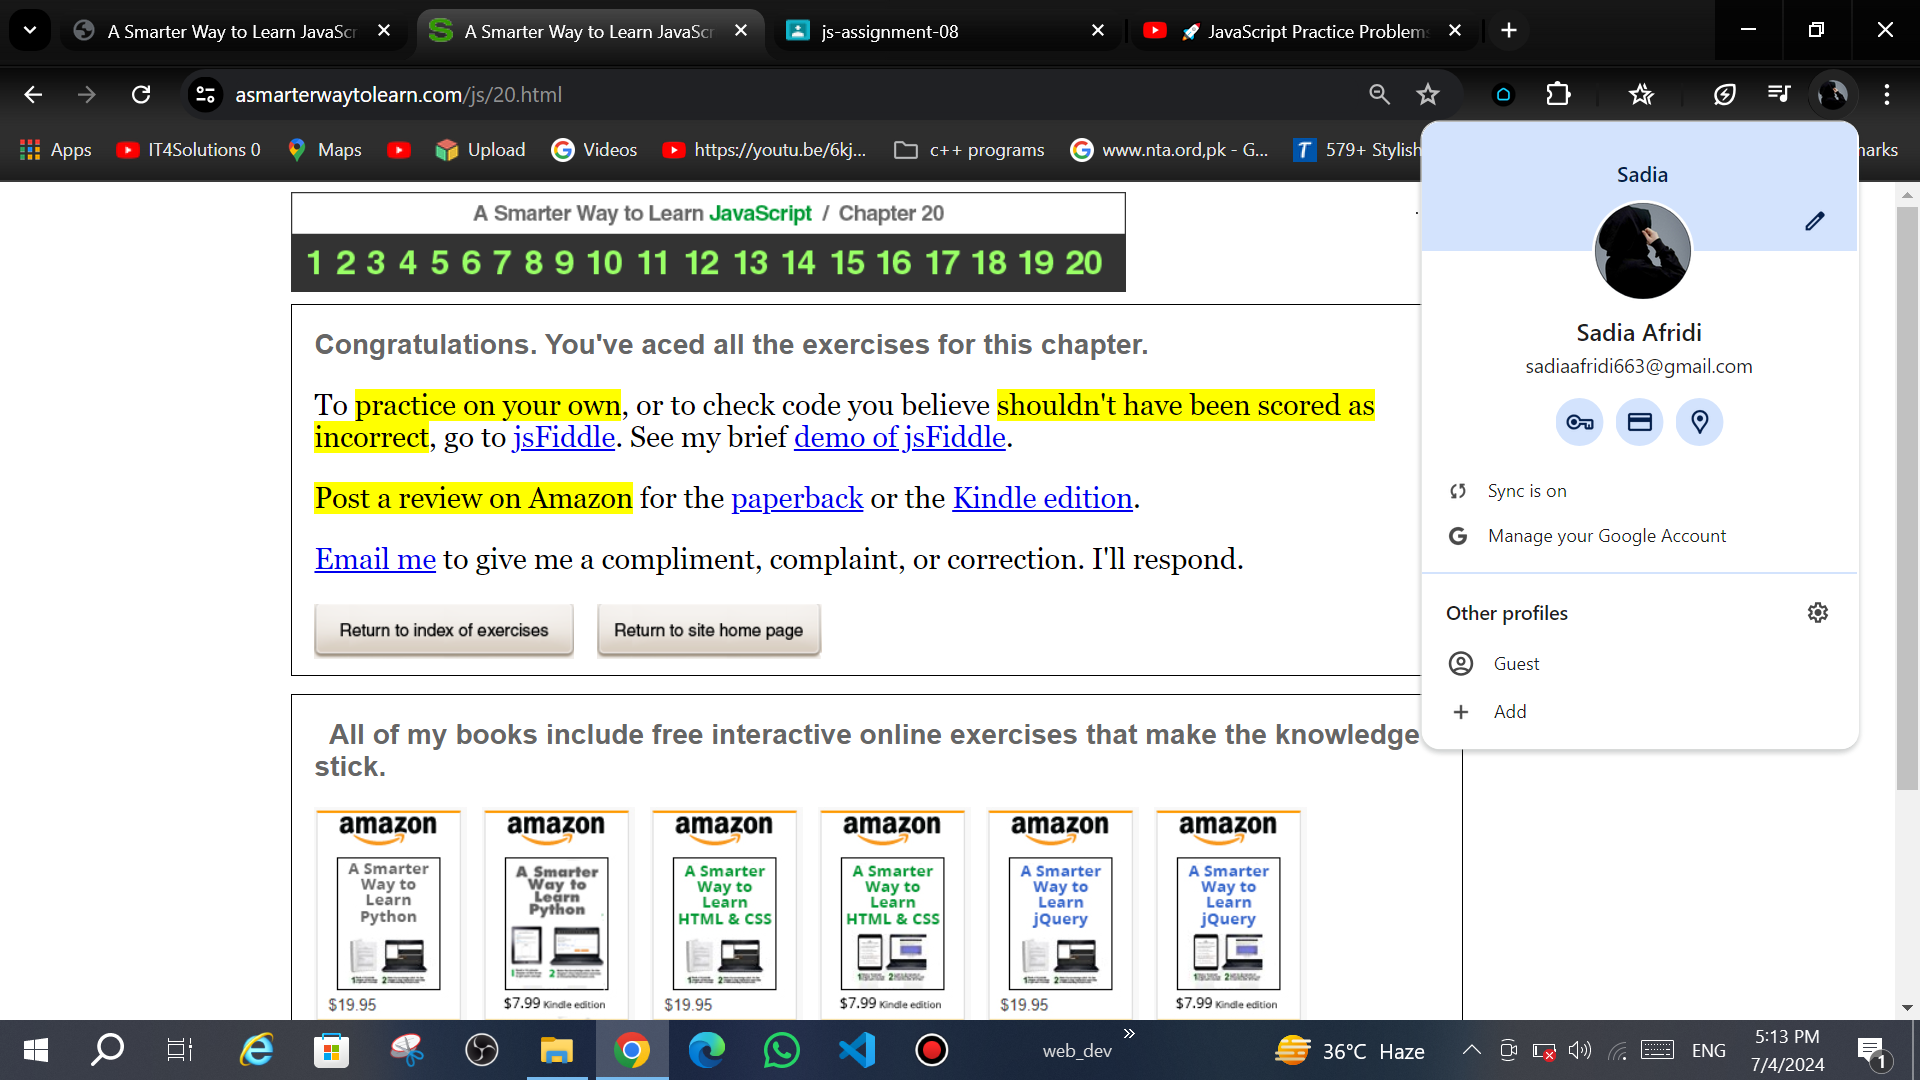 A Smarter Way to Learn JavaScr
A Smarter Way to Learn JavaScr
js-assignment-08
🚀 JavaScript Practice Problems
asmarterwaytolearn.com/js/20.html
Apps
IT4Solutions 0
Maps
Upload
Videos
https://youtu.be/6kj...
c++ programs
www.nta.ord,pk - G...
579+ Stylish
narks
A Smarter Way to Learn JavaScript / Chapter 20
1 2 3 4 5 6 7 8 9 10 11 12 13 14 15 16 17 18 19 20
Congratulations. You've aced all the exercises for this chapter.
To practice on your own, or to check code you believe shouldn't have been scored as
incorrect, go to jsFiddle. See my brief demo of jsFiddle.
Post a review on Amazon for the paperback or the Kindle edition.
Email me to give me a compliment, complaint, or correction. I'll respond.
Return to index of exercises
Return to site home page
All of my books include free interactive online exercises that make the knowledge
stick.
amazon
A Smarter
Way to
Learn
Python
$19.95
amazon
A Smarter
Way to
Learn
Python
$7.99 Kindle edition
amazon
A Smarter
Way to
Learn
HTML & CSS
$19.95
amazon
A Smarter
Way to
Learn
HTML & CSS
$7.99 Kindle edition
amazon
A Smarter
Way to
Learn
jQuery
$19.95
amazon
A Smarter
Way to
Learn
jQuery
$7.99 Kindle edition
Sadia
Sadia Afridi
sadiaafridi663@gmail.com
Sync is on
Manage your Google Account
Other profiles
Guest
Add
web_dev
36°C Haze
ENG
5:13 PM
7/4/2024
1